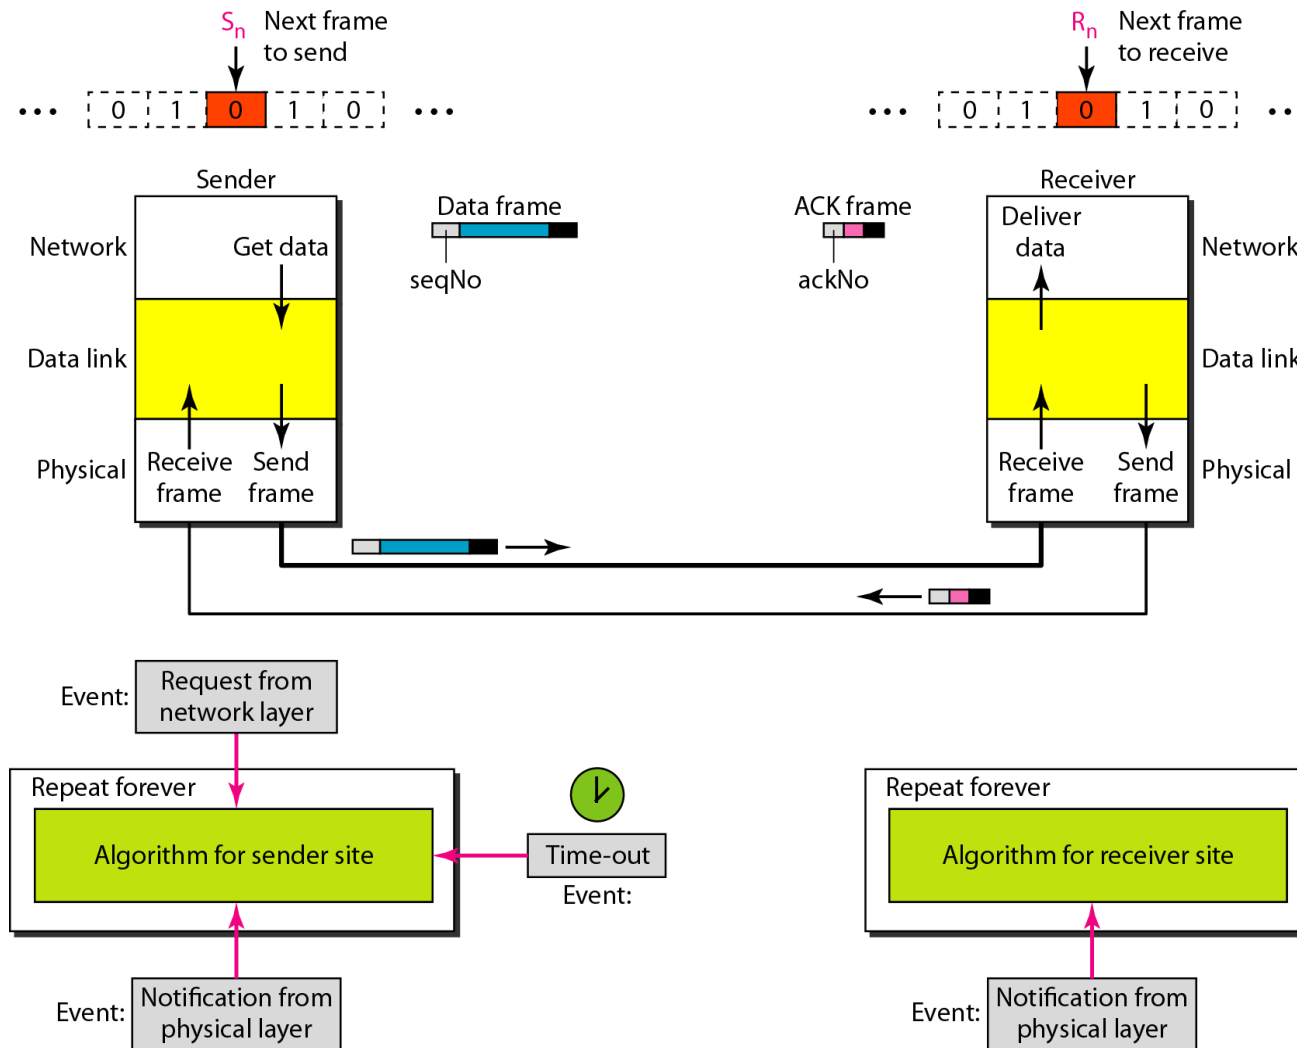 Sn Next frame
to send
Rn Next frame
to receive
••• 0 1 0 1 0 •••
••• 0 1 0 1 0 ••
Sender
Receiver
Data frame
seqNo
ACK frame
ackNo
Network
Get data
Deliver
data
Network
Data link
Data link
Physical
Receive
frame
Send
frame
Receive
frame
Send
frame
Physical
Event:
Request from
network layer
Repeat forever
Algorithm for sender site
Time-out
Event:
Repeat forever
Algorithm for receiver site
Event:
Notification from
physical layer
Event:
Notification from
physical layer